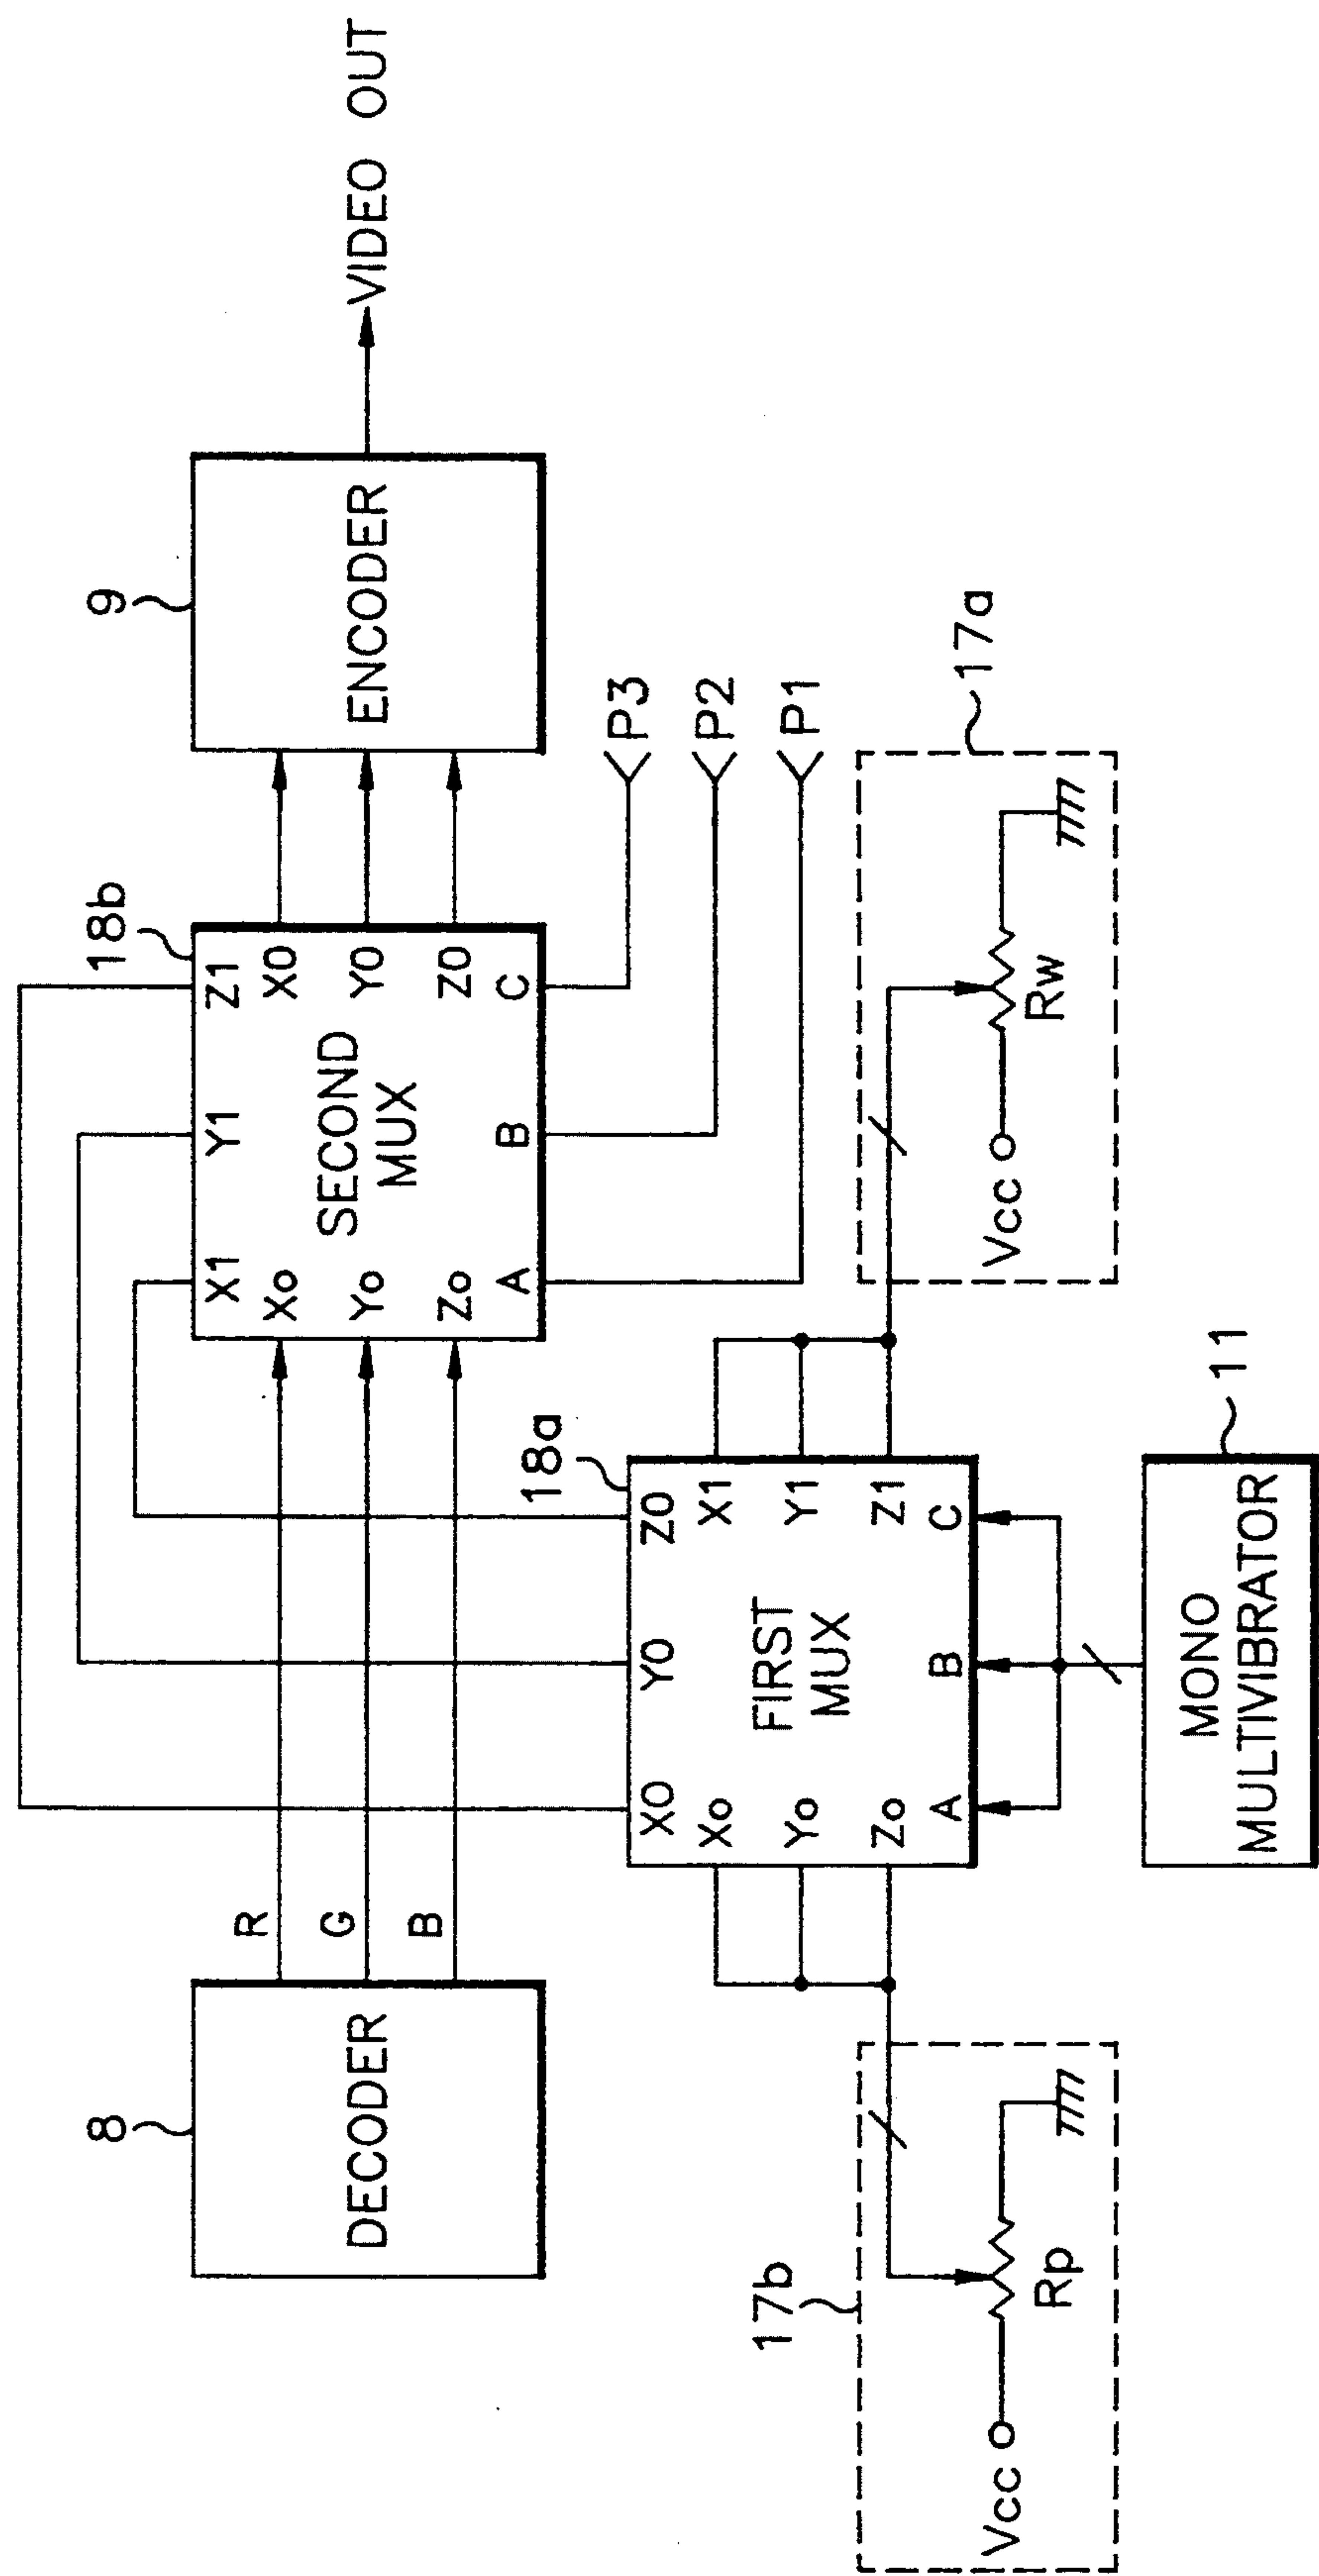 8
DECODER
R
G
B
18b
X1 Y1 Z1
Xo
Yo
Zo
SECOND
MUX
X0
Y0
Z0
A B C
9
ENCODER
VIDEO OUT
P3
P2
P1
18a
X0 Y0 Z0
Xo
Yo
Zo
FIRST
MUX
X1
Y1
Z1
A B C
17b
Vcc
Rp
17a
Vcc
Rw
MONO
MULTIVIBRATOR
11